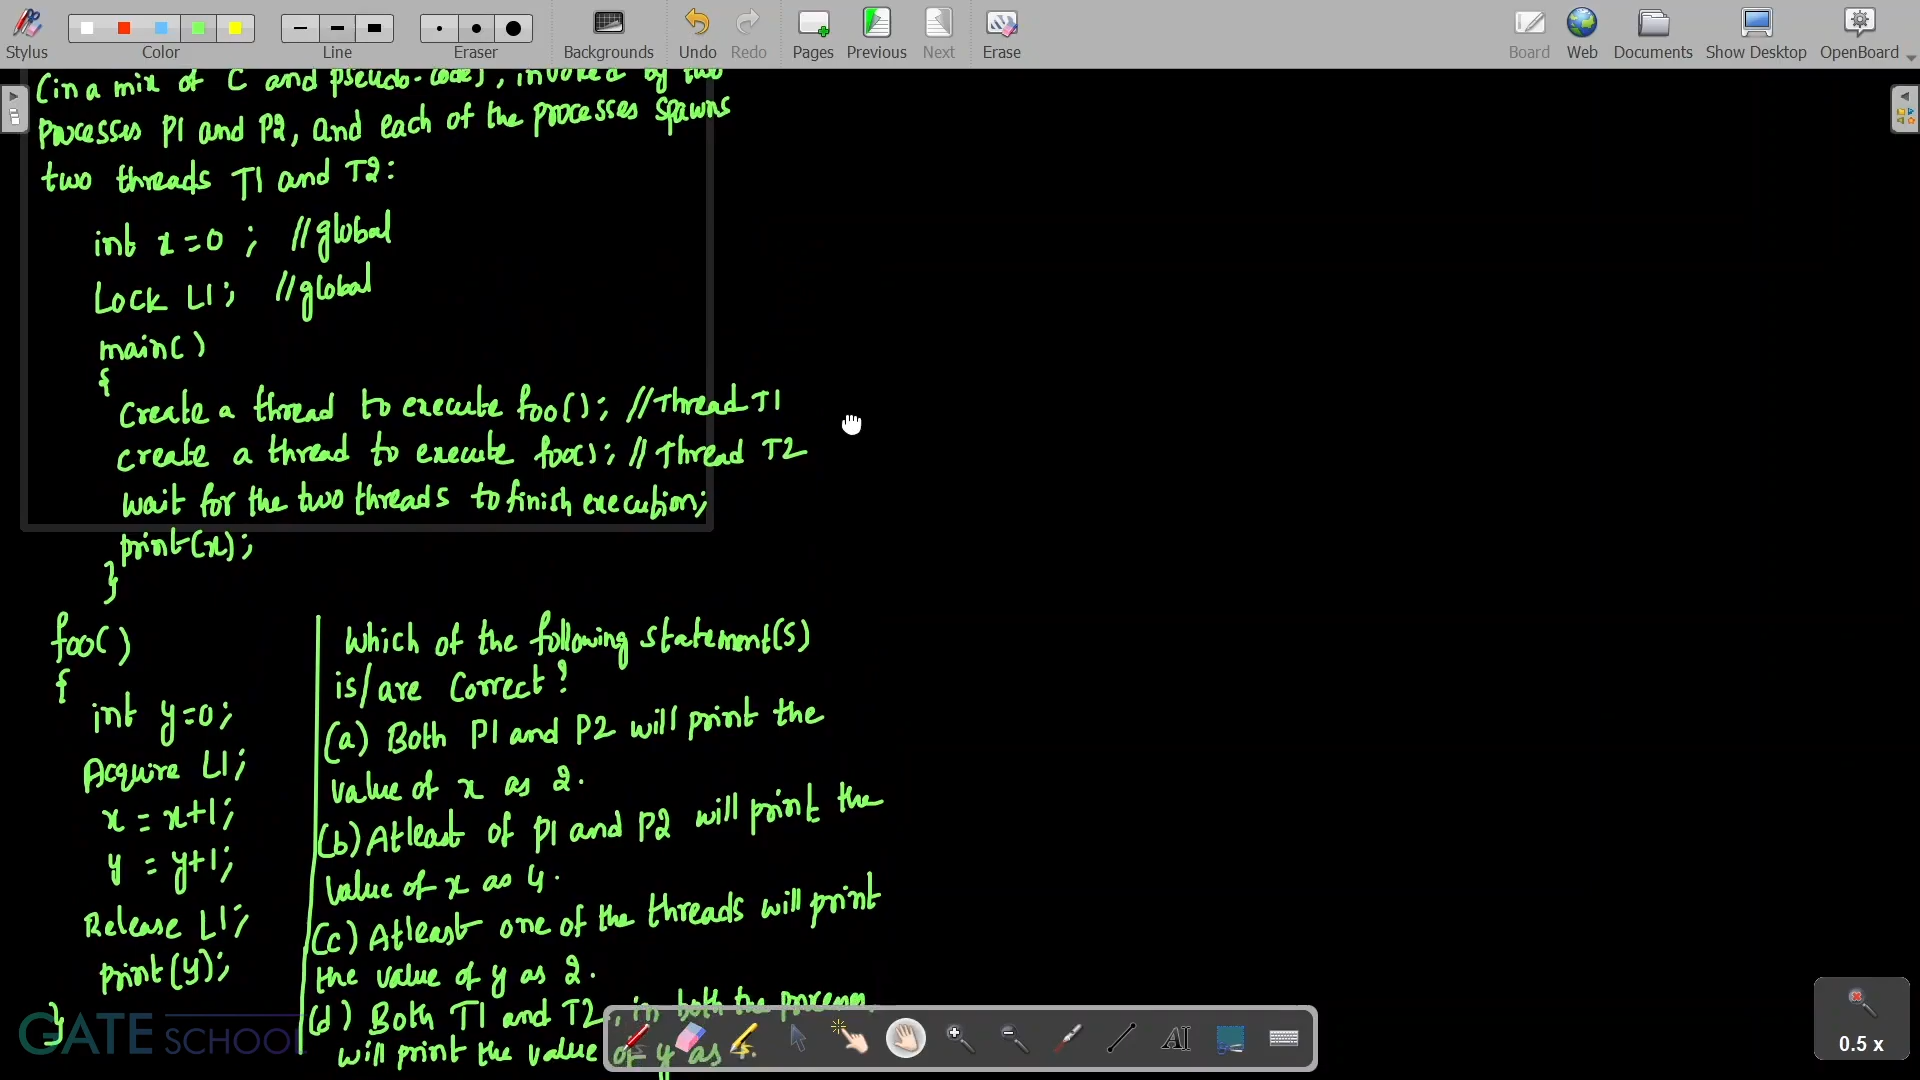 Stylus Color Line Eraser Backgrounds Undo Redo Pages Previous Next Erase Board Web Documents Show Desktop OpenBoard
(in a mix of C and pseudo-code), invoked by two
processes P1 and P2, and each of the processes spawns
two threads T1 and T2:
int x=0 ; //global
Lock L1; //global
main()
{
create a thread to execute foo(); //Thread T1
create a thread to execute foo(); // Thread T2
wait for the two threads to finish execution;
print(x);
}
foo()
{
int y=0;
Acquire L1;
x = x+1;
y = y+1;
Release L1;
print(y);
}
Which of the following statement(s)
is/are Correct?
(a) Both P1 and P2 will print the
value of x as 2.
(b) Atleast of P1 and P2 will print the
value of x as 4.
(c) Atleast one of the threads will print
the value of y as 2.
(d) Both T1 and T2, in both the
will print the value of y as
GATE SCHOOL
AI
0.5 x